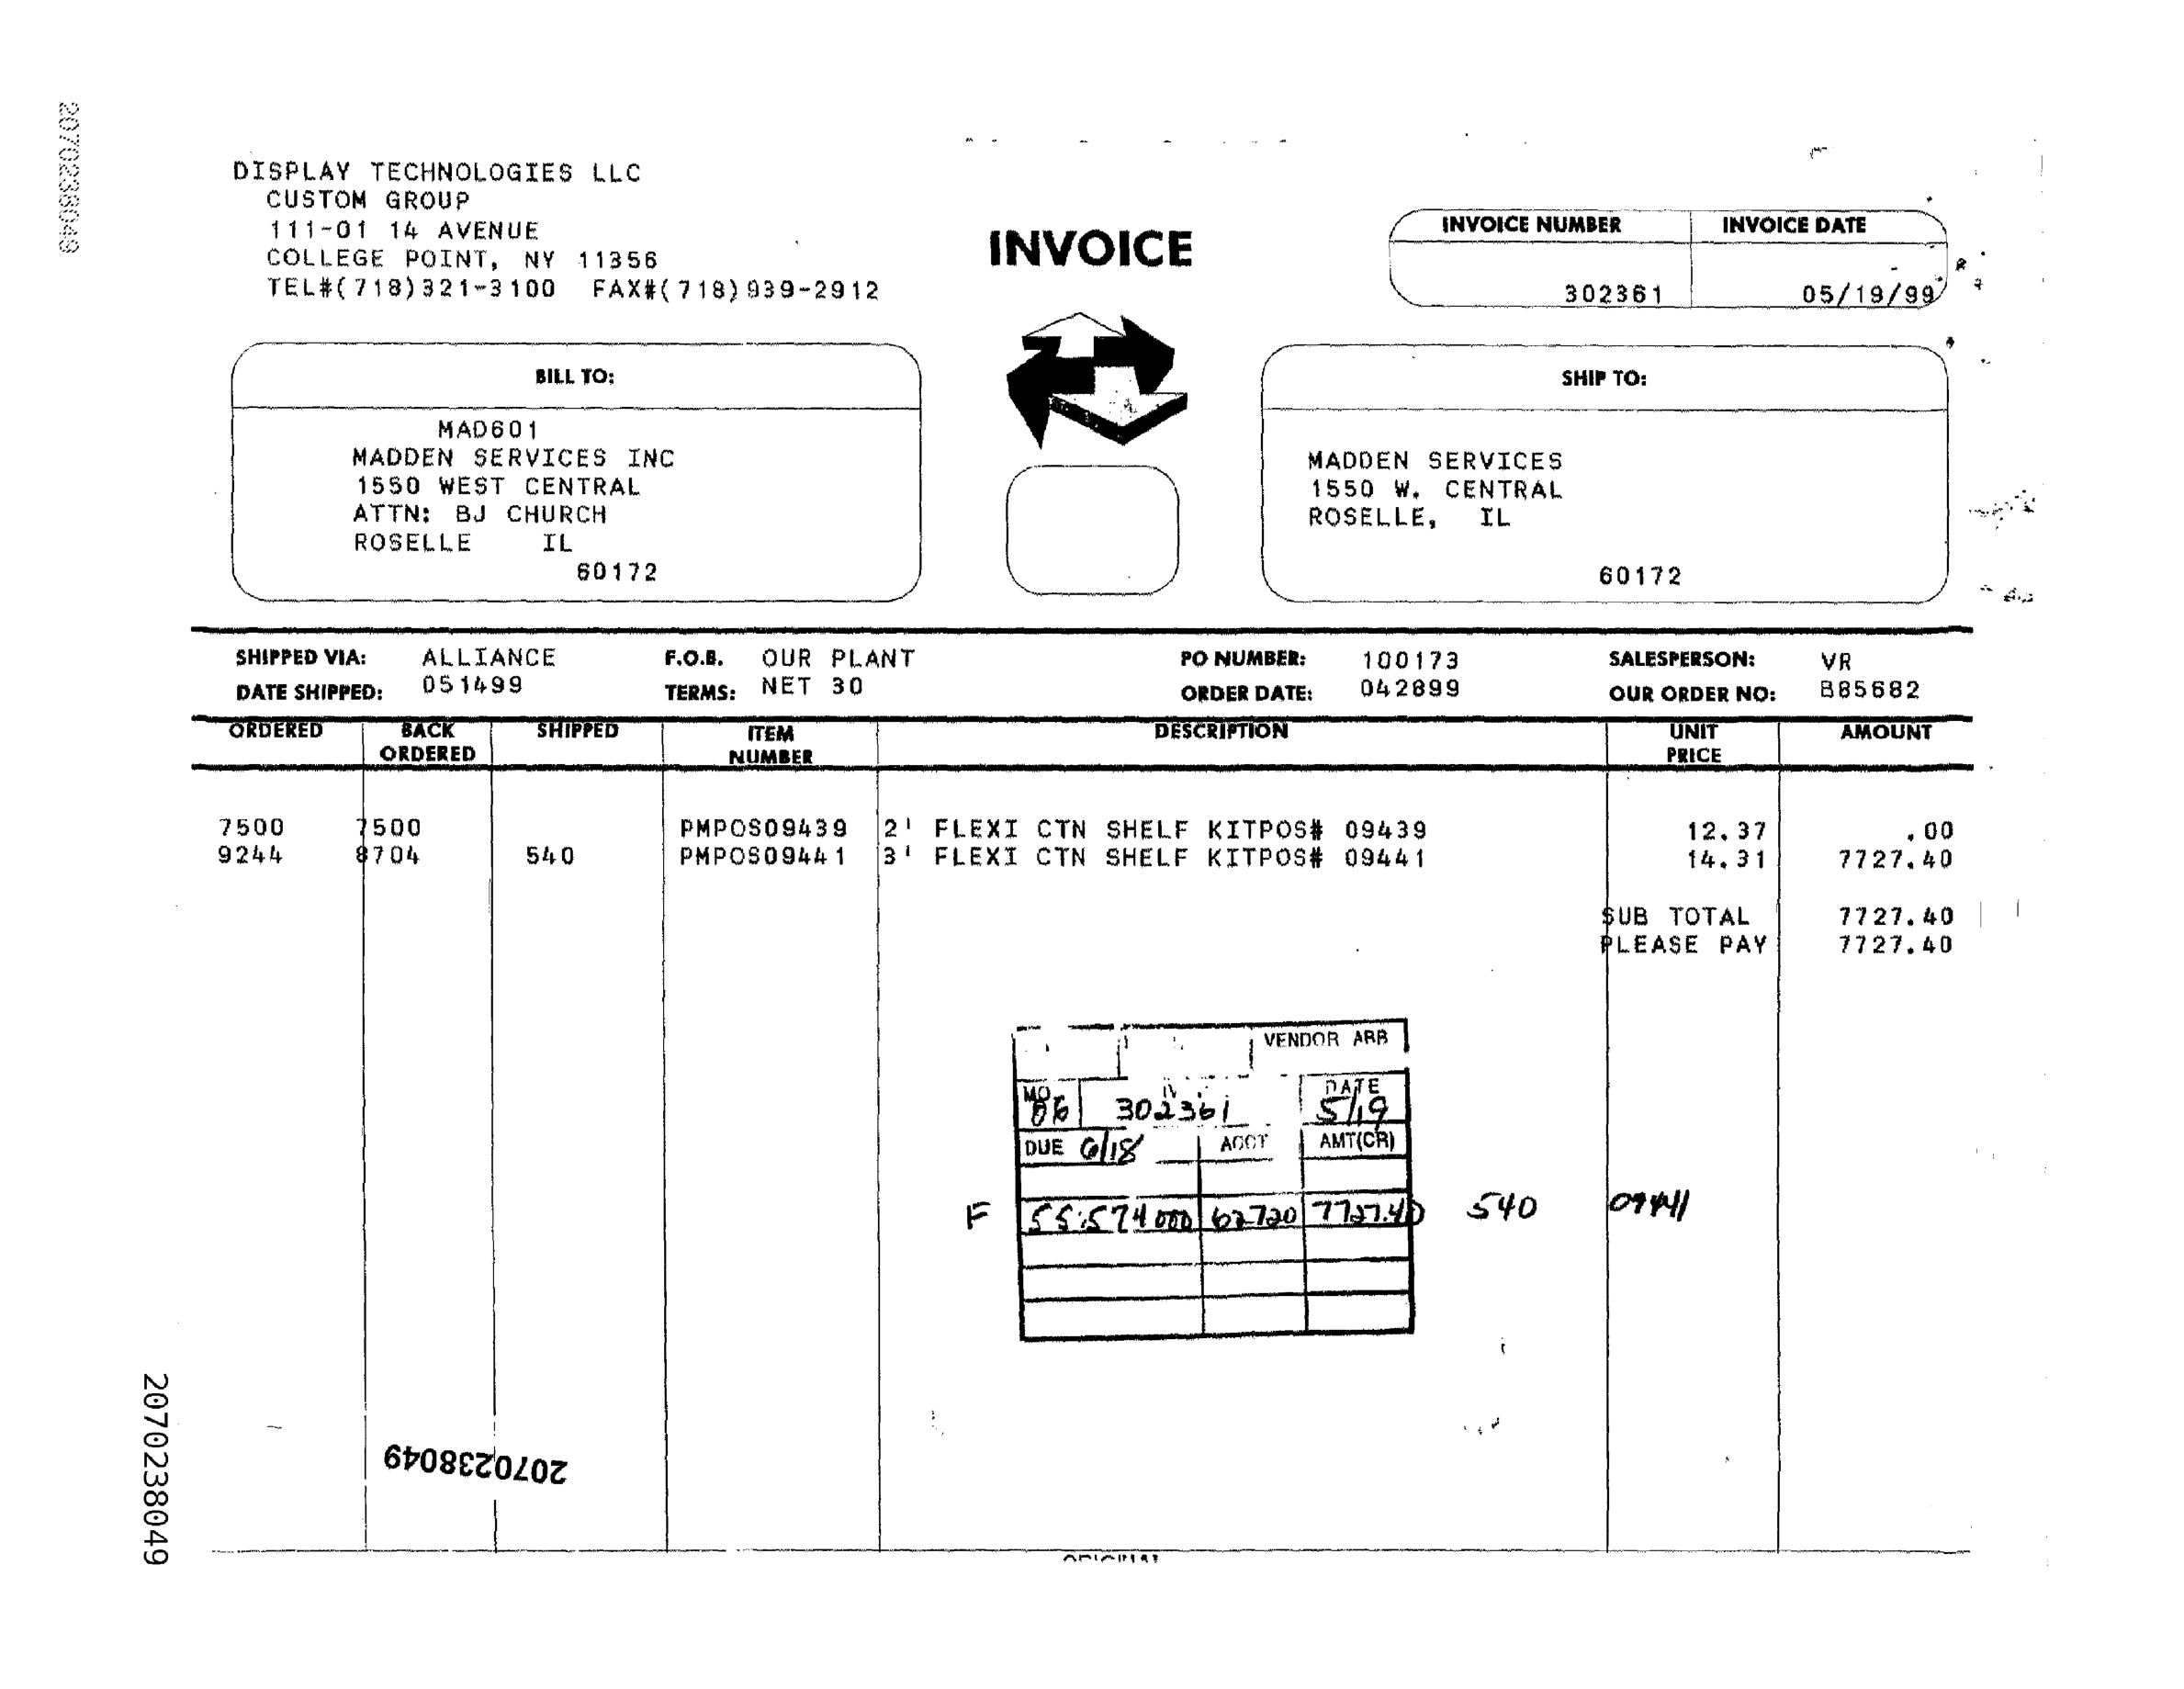 2070238049
DISPLAY TECHNOLOGIES LLC
CUSTOM GROUP
111-01 14 AVENUE
COLLEGE POINT, NY 11356
TEL#(718)321-3100 FAX#(718)939-2912
INVOICE
INVOICE NUMBER INVOICE DATE
302361 05/19/99
BILL TO:
MAD601
MADDEN SERVICES INC
1550 WEST CENTRAL
ATTN: BJ CHURCH
ROSELLE IL
60172
SHIP TO:
MADDEN SERVICES
1550 W. CENTRAL
ROSELLE, IL
60172
SHIPPED VIA: ALLIANCE F.O.B. OUR PLANT PO NUMBER: 100173 SALESPERSON: VR
DATE SHIPPED: 051499 TERMS: NET 30 ORDER DATE: 042899 OUR ORDER NO: B85682
ORDERED BACK ORDERED SHIPPED ITEM NUMBER DESCRIPTION UNIT PRICE AMOUNT
7500 7500 PMPOS09439 2' FLEXI CTN SHELF KITPOS# 09439 12.37 .00
9244 8704 540 PMPOS09441 3' FLEXI CTN SHELF KITPOS# 09441 14.31 7727.40
SUB TOTAL 7727.40
PLEASE PAY 7727.40
VENDOR ABB
MO DATE
06 302361 5/19
DUE 6/18 ACCT AMT(CR)
F 55:574000 62720 7727.40 540 09441
2070238049
2070238049